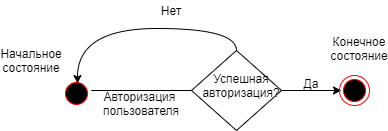 Нет
Начальное
состояние
Авторизация
пользователя
Успешная
авторизация?
Да
Конечное
состояние